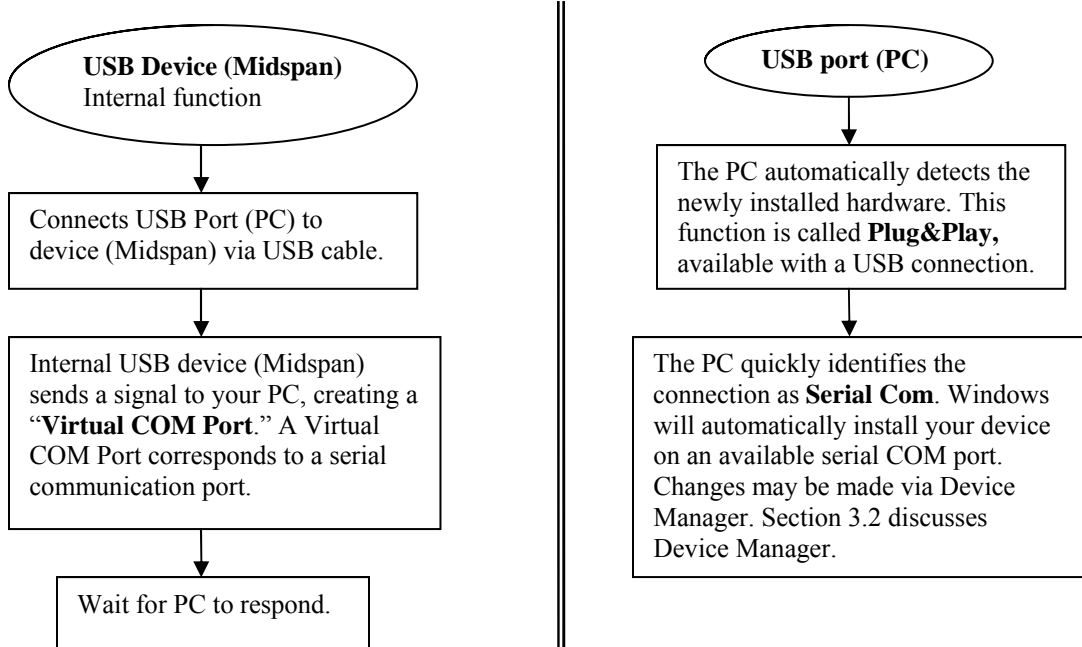 USB Device (Midspan)
Internal function
Connects USB Port (PC) to
device (Midspan) via USB cable.
Internal USB device (Midspan)
sends a signal to your PC, creating a
“Virtual COM Port.” A Virtual
COM Port corresponds to a serial
communication port.
Wait for PC to respond.
USB port (PC)
The PC automatically detects the
newly installed hardware. This
function is called Plug&Play,
available with a USB connection.
The PC quickly identifies the
connection as Serial Com. Windows
will automatically install your device
on an available serial COM port.
Changes may be made via Device
Manager. Section 3.2 discusses
Device Manager.